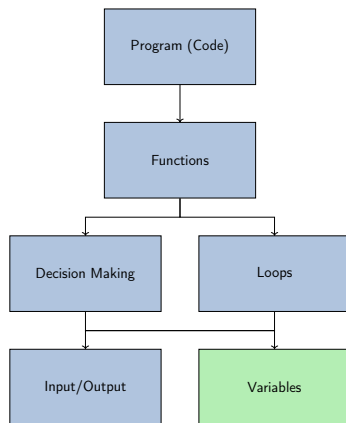 Program (Code)
Functions
Decision Making
Loops
Input/Output
Variables